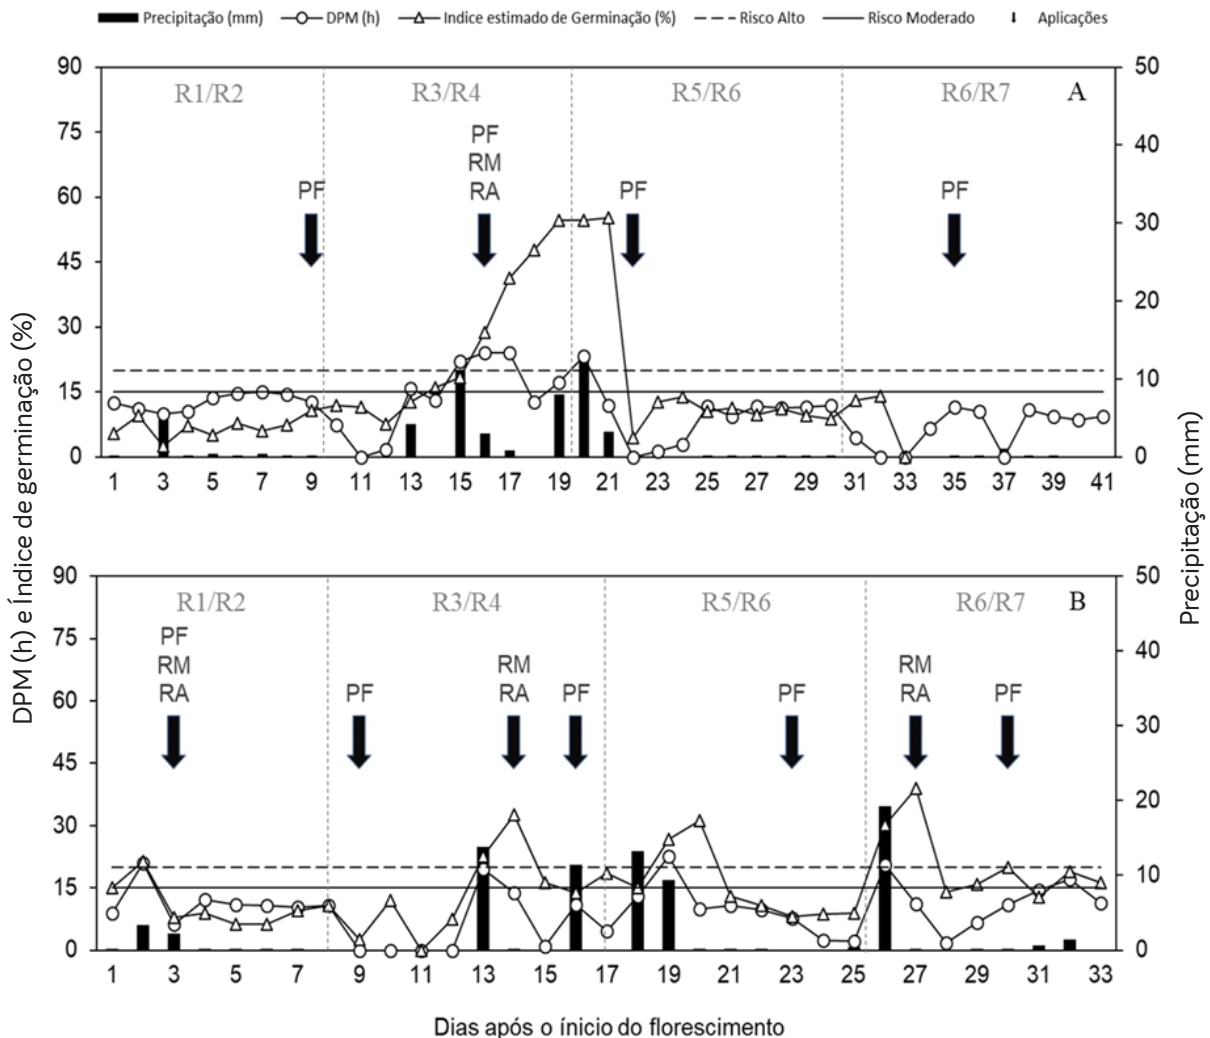 Precipitação (mm) DPM (h) Indice estimado de Germinação (%) Risco Alto Risco Moderado Aplicações
90 50
R1/R2 R3/R4 R5/R6 R6/R7 A
75 40
PF
RM
60 PF RA PF PF 30
45
20
30
15 10
0 0
1 3 5 7 9 11 13 15 17 19 21 23 25 27 29 31 33 35 37 39 41
DPM (h) e Índice de germinação (%)
Precipitação (mm)
90 50
R1/R2 R3/R4 R5/R6 R6/R7 B
75 PF 40
RM RM RM
60 RA PF RA PF PF RA PF 30
45
20
30
15 10
0 0
1 3 5 7 9 11 13 15 17 19 21 23 25 27 29 31 33
Dias após o ínicio do florescimento